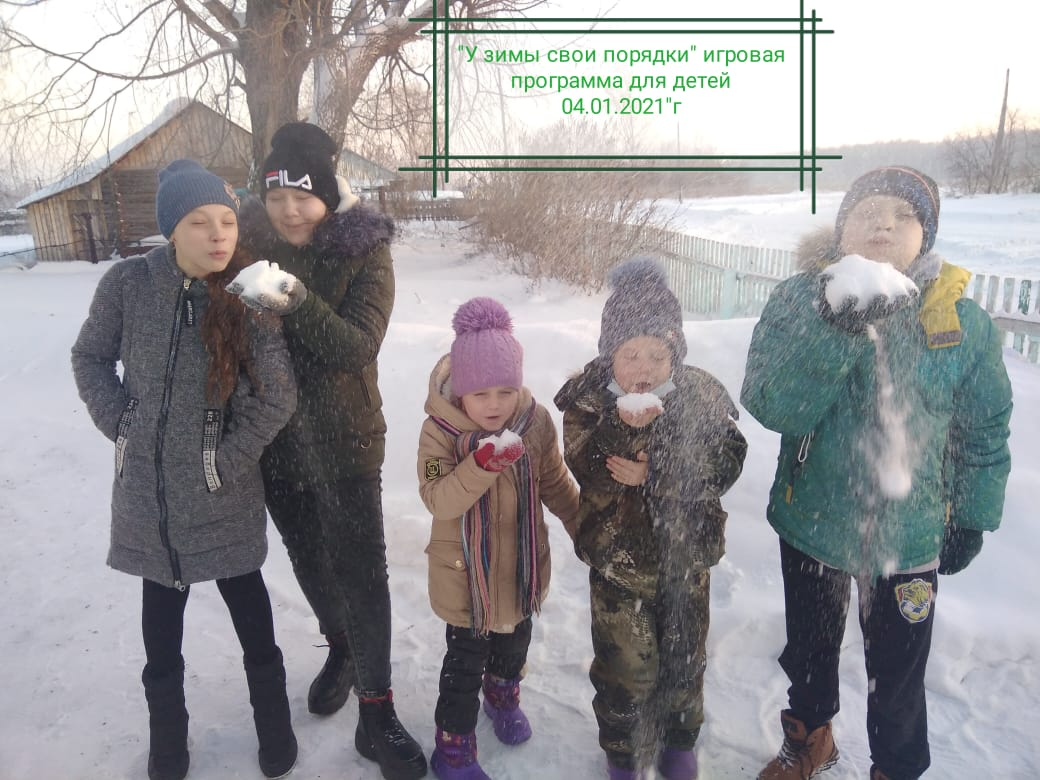 "У зимы свои порядки" игровая
программа для детей
04.01.2021"г
FILA